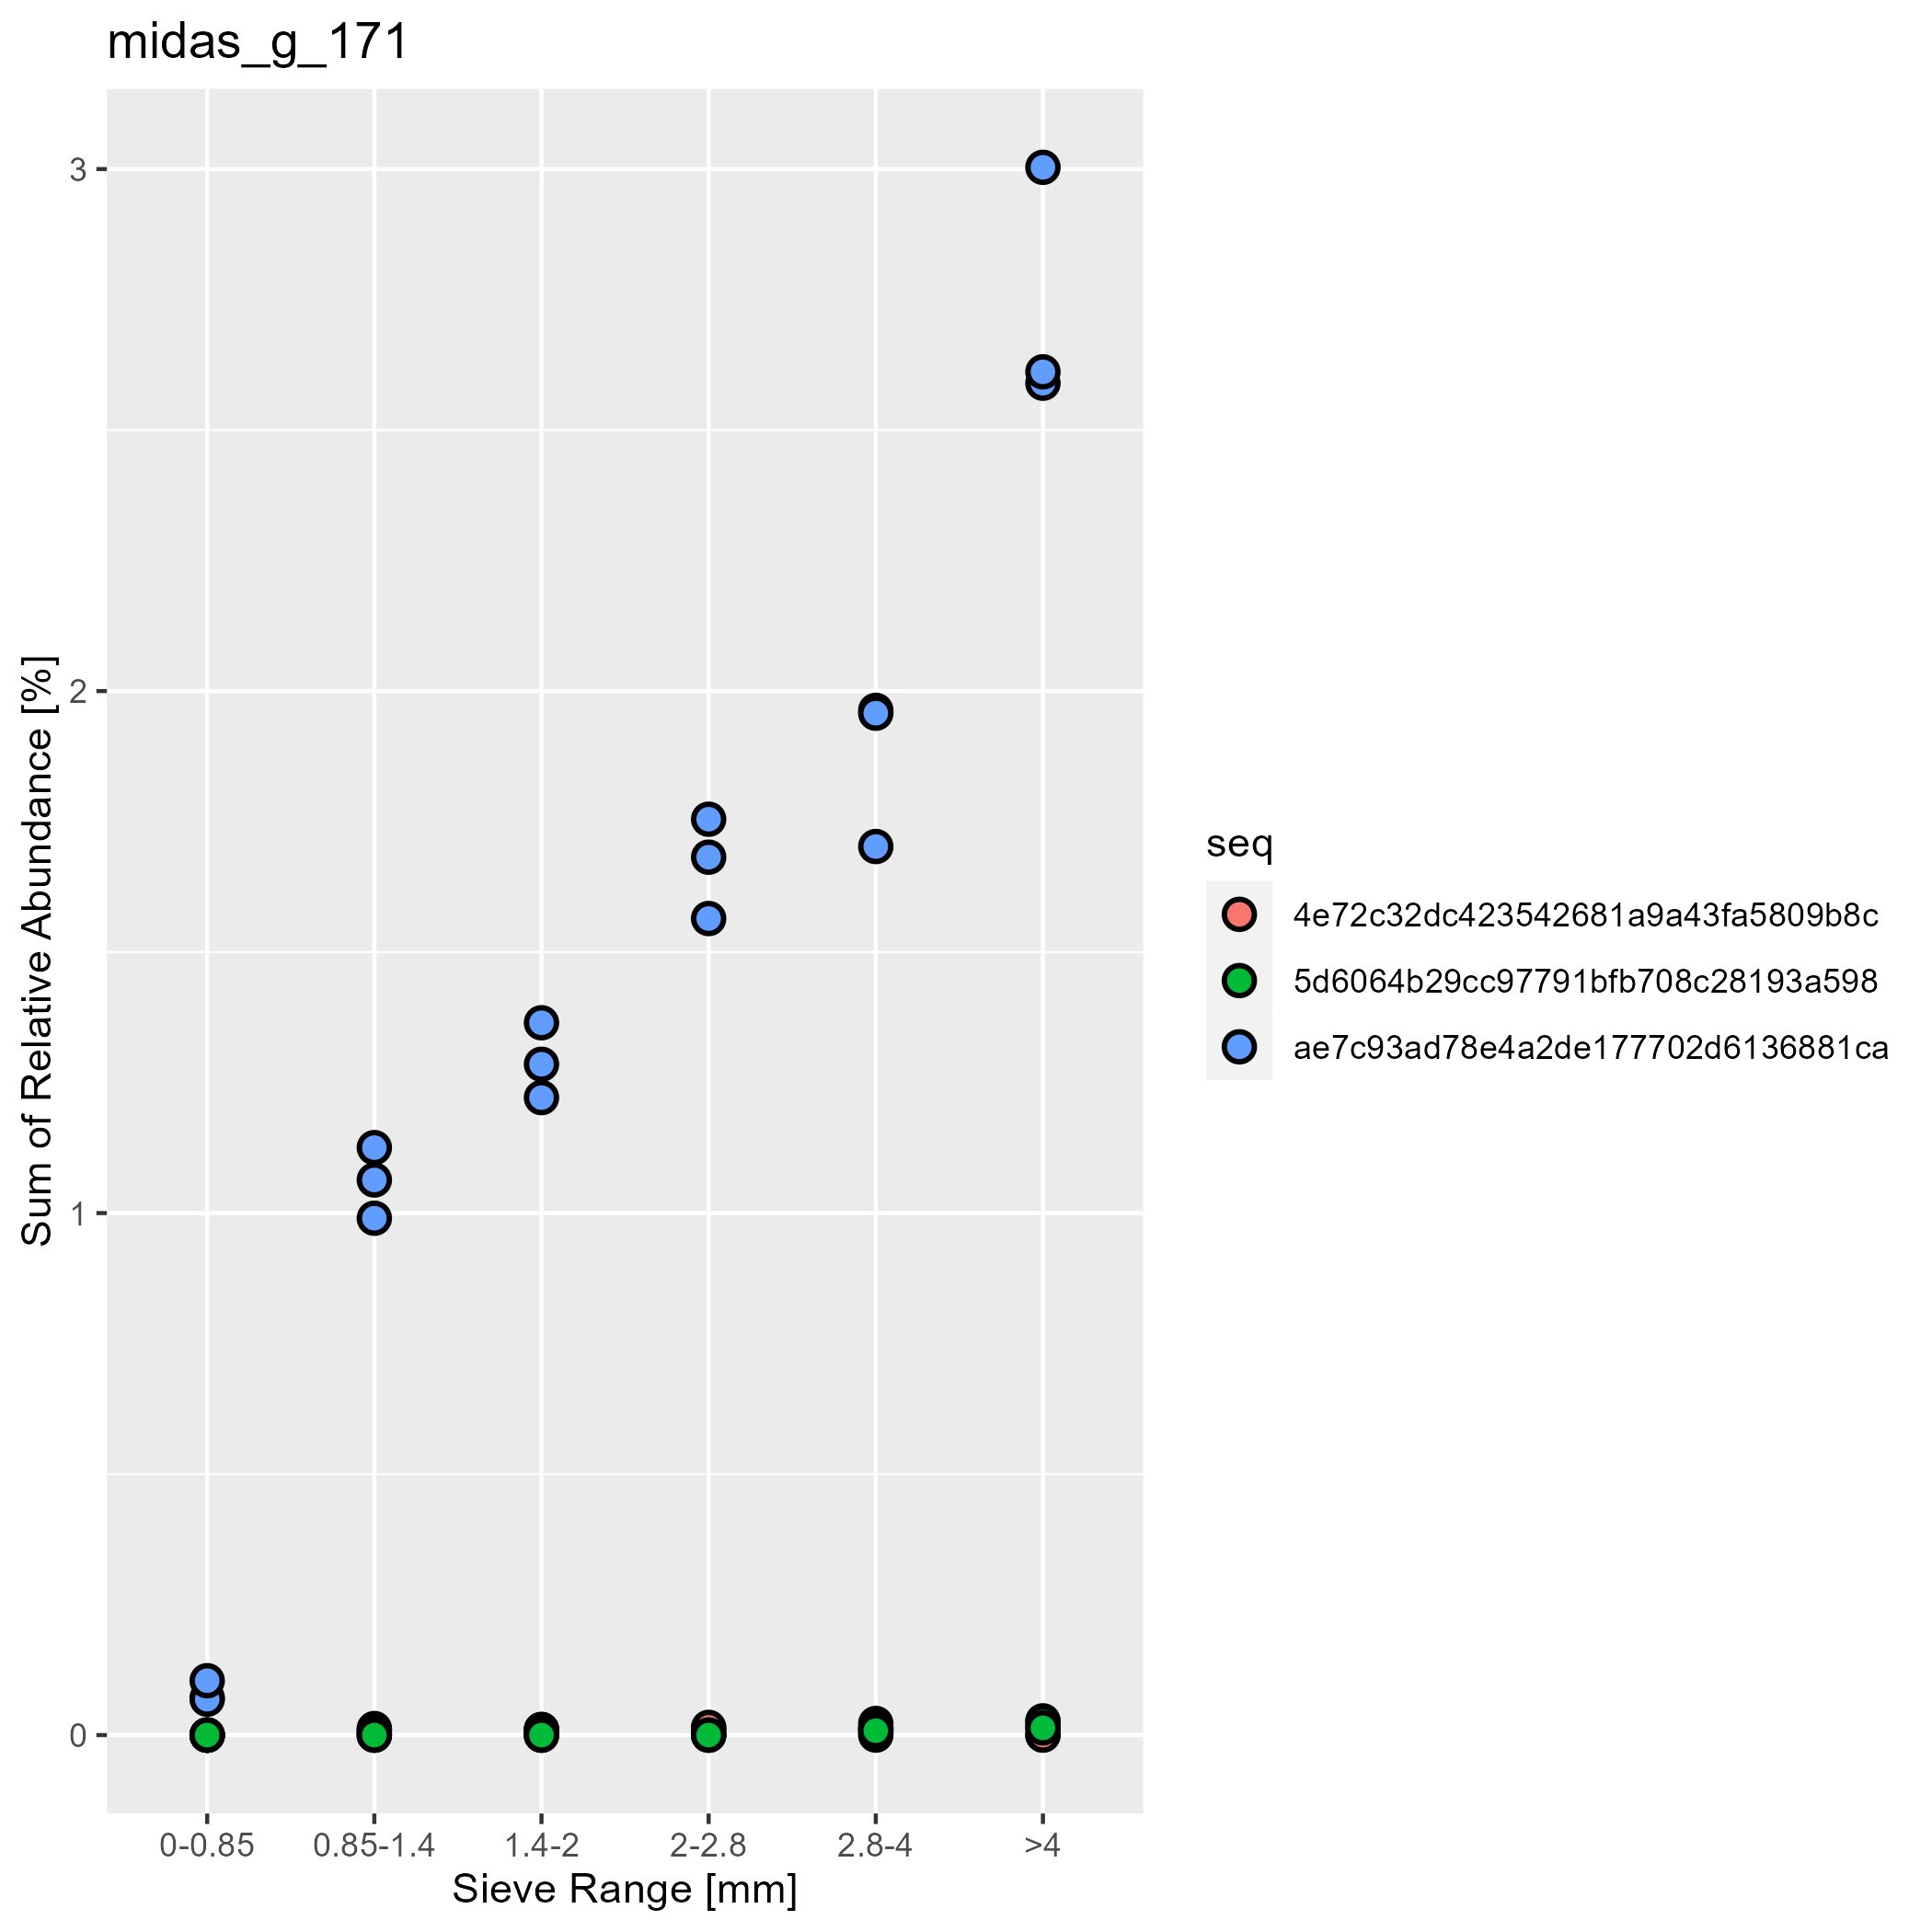 midas_g_171
3
2
1
0
Sum of Relative Abundance [%]
0-0.85 0.85-1.4 1.4-2 2-2.8 2.8-4 >4
Sieve Range [mm]
seq
4e72c32dc423542681a9a43fa5809b8c
5d6064b29cc97791bfb708c28193a598
ae7c93ad78e4a2de177702d6136881ca